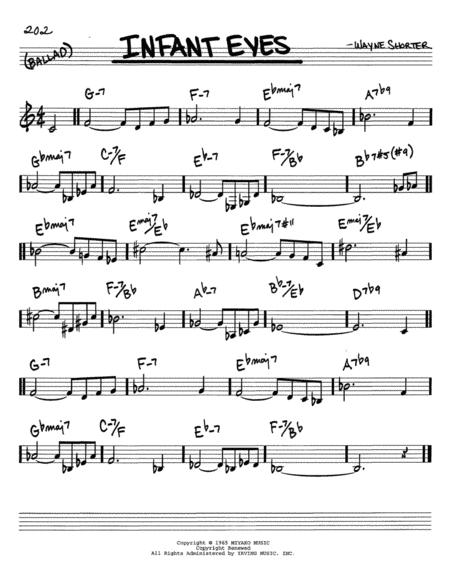 202
INFANT EYES
(BALLAD)
-WAYNE SHORTER
G-7 F-7 Ebmaj7 A7b9
Gbmaj7 C-7/F Eb-7 F-7/Bb Bb7#5(#9)
Ebmaj7 Emaj7/Eb Ebmaj7#11 Emaj7/Eb
Bmaj7 F-7/Bb Ab-7 Bb-7/Eb D7b9
G-7 F-7 Ebmaj7 A7b9
Gbmaj7 C-7/F Eb-7 F-7/Bb
Copyright © 1965 MIYAKO MUSIC
Copyright Renewed
All Rights Administered by IRVING MUSIC, INC.